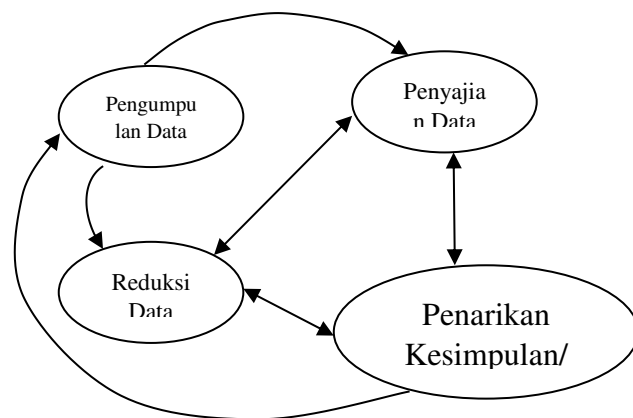 Pengumpu
lan Data
Penyajia
n Data
Reduksi
Data
Penarikan
Kesimpulan/